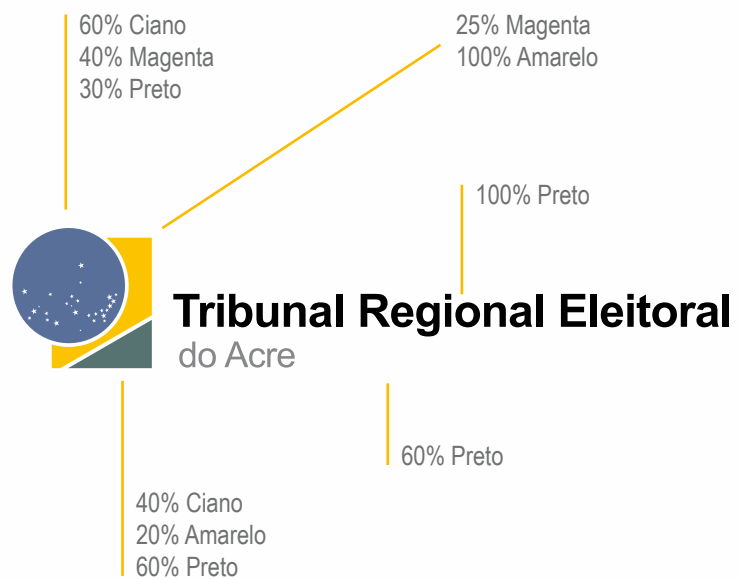 60% Ciano
40% Magenta
30% Preto
25% Magenta
100% Amarelo
100% Preto
Tribunal Regional Eleitoral
do Acre
60% Preto
40% Ciano
20% Amarelo
60% Preto